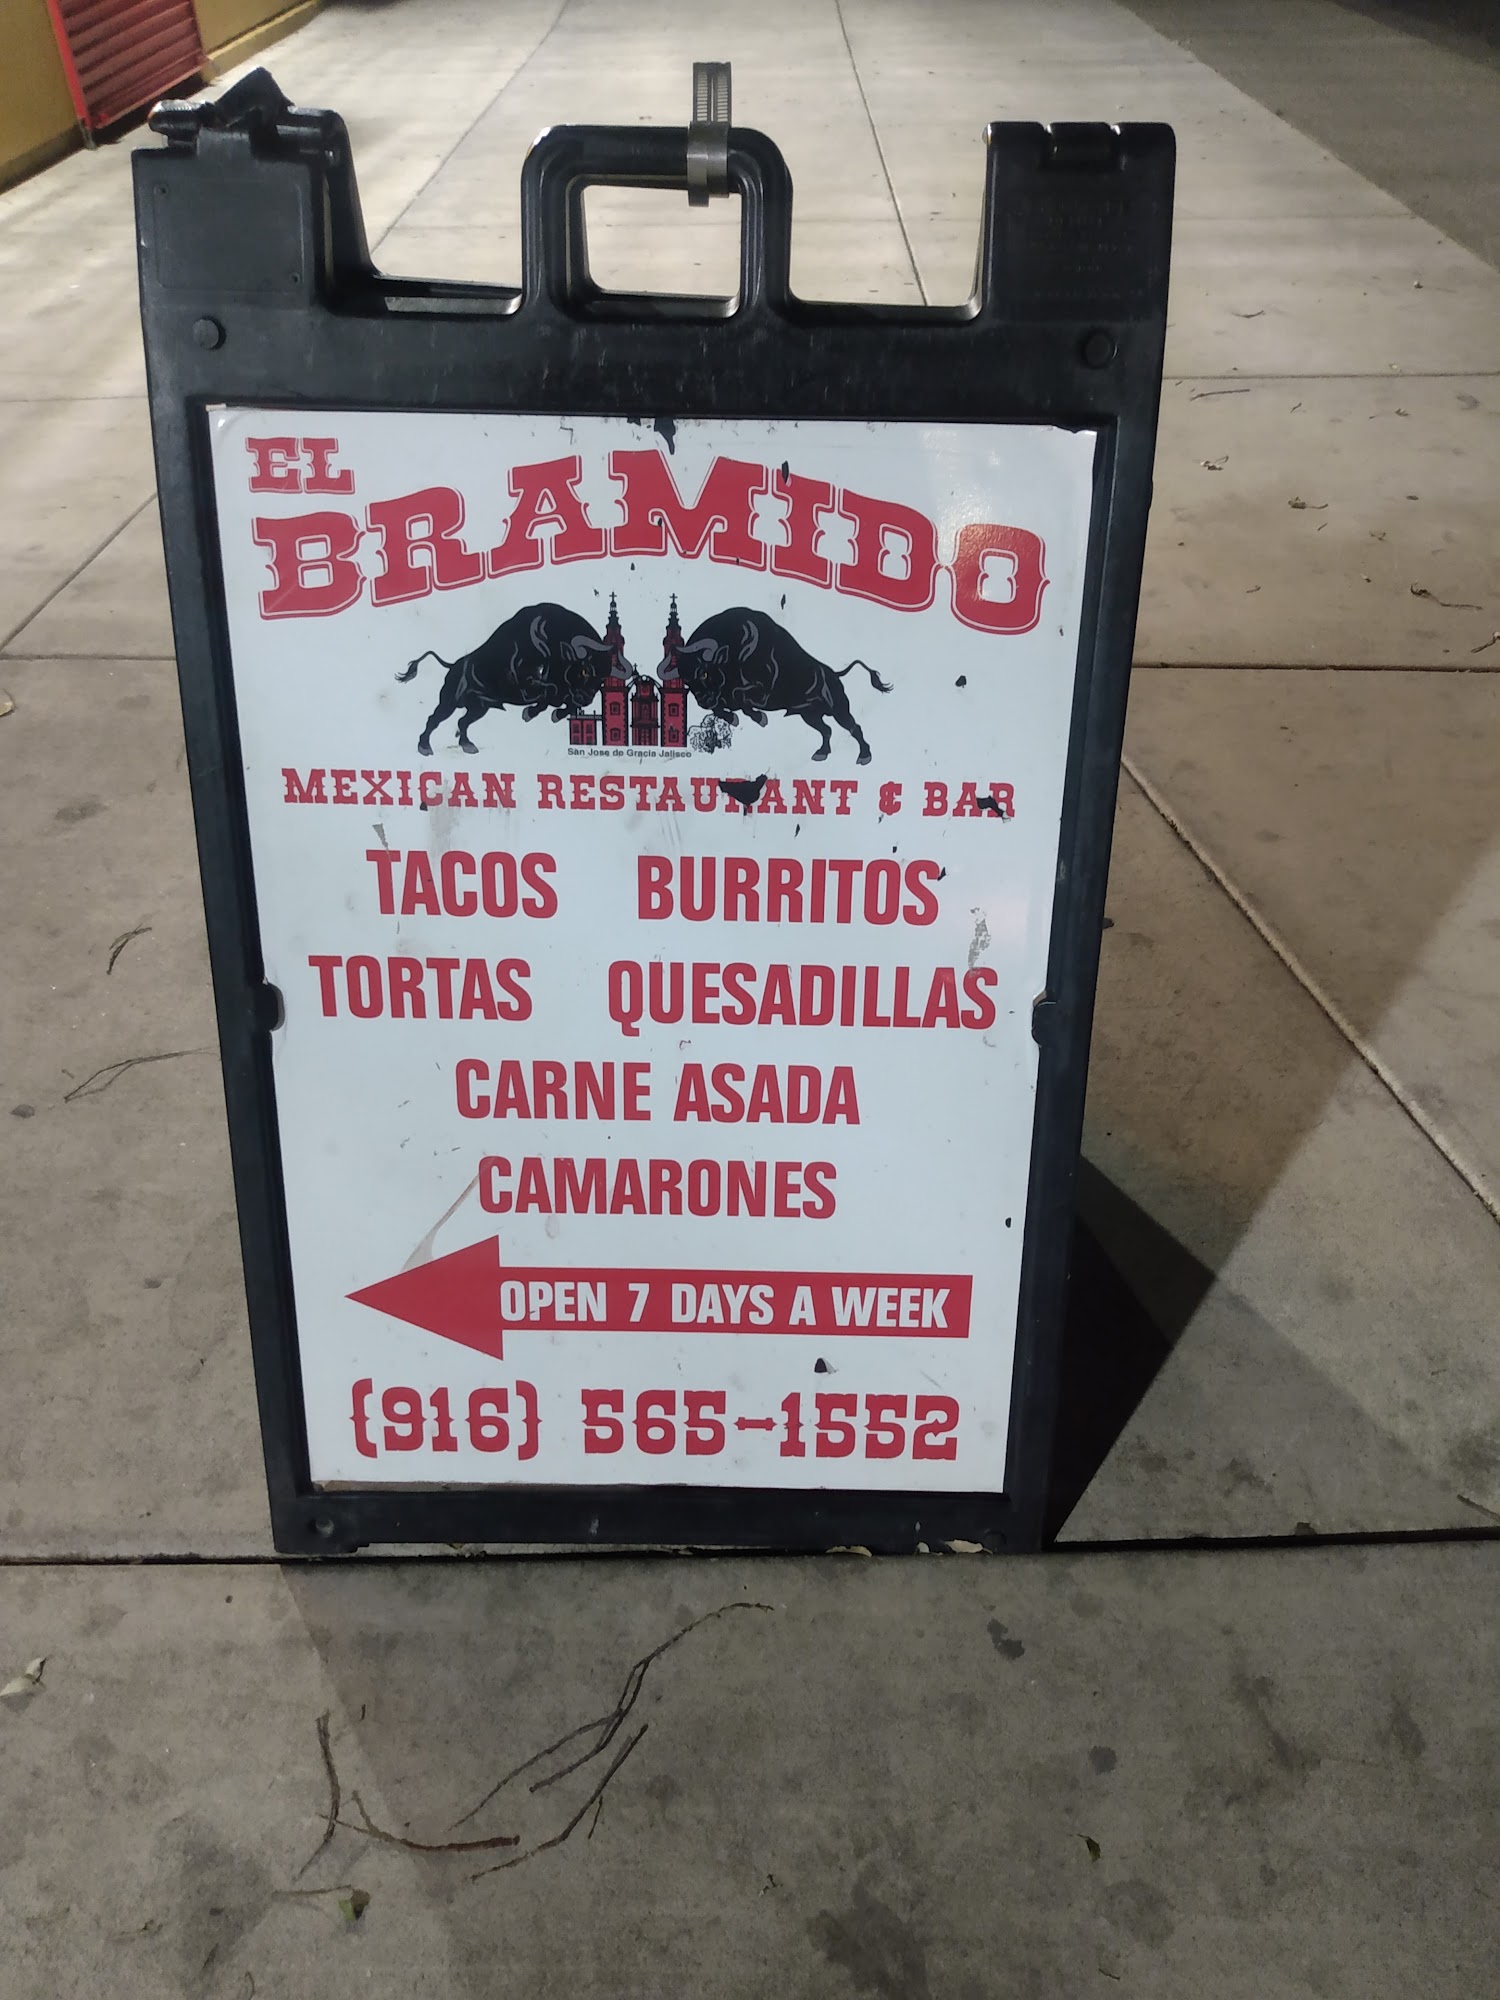 EL
BRAMIDO
San Jose de Gracia Jalisco
MEXICAN RESTAURANT & BAR
TACOS BURRITOS
TORTAS QUESADILLAS
CARNE ASADA
CAMARONES
OPEN 7 DAYS A WEEK
(916) 565-1552